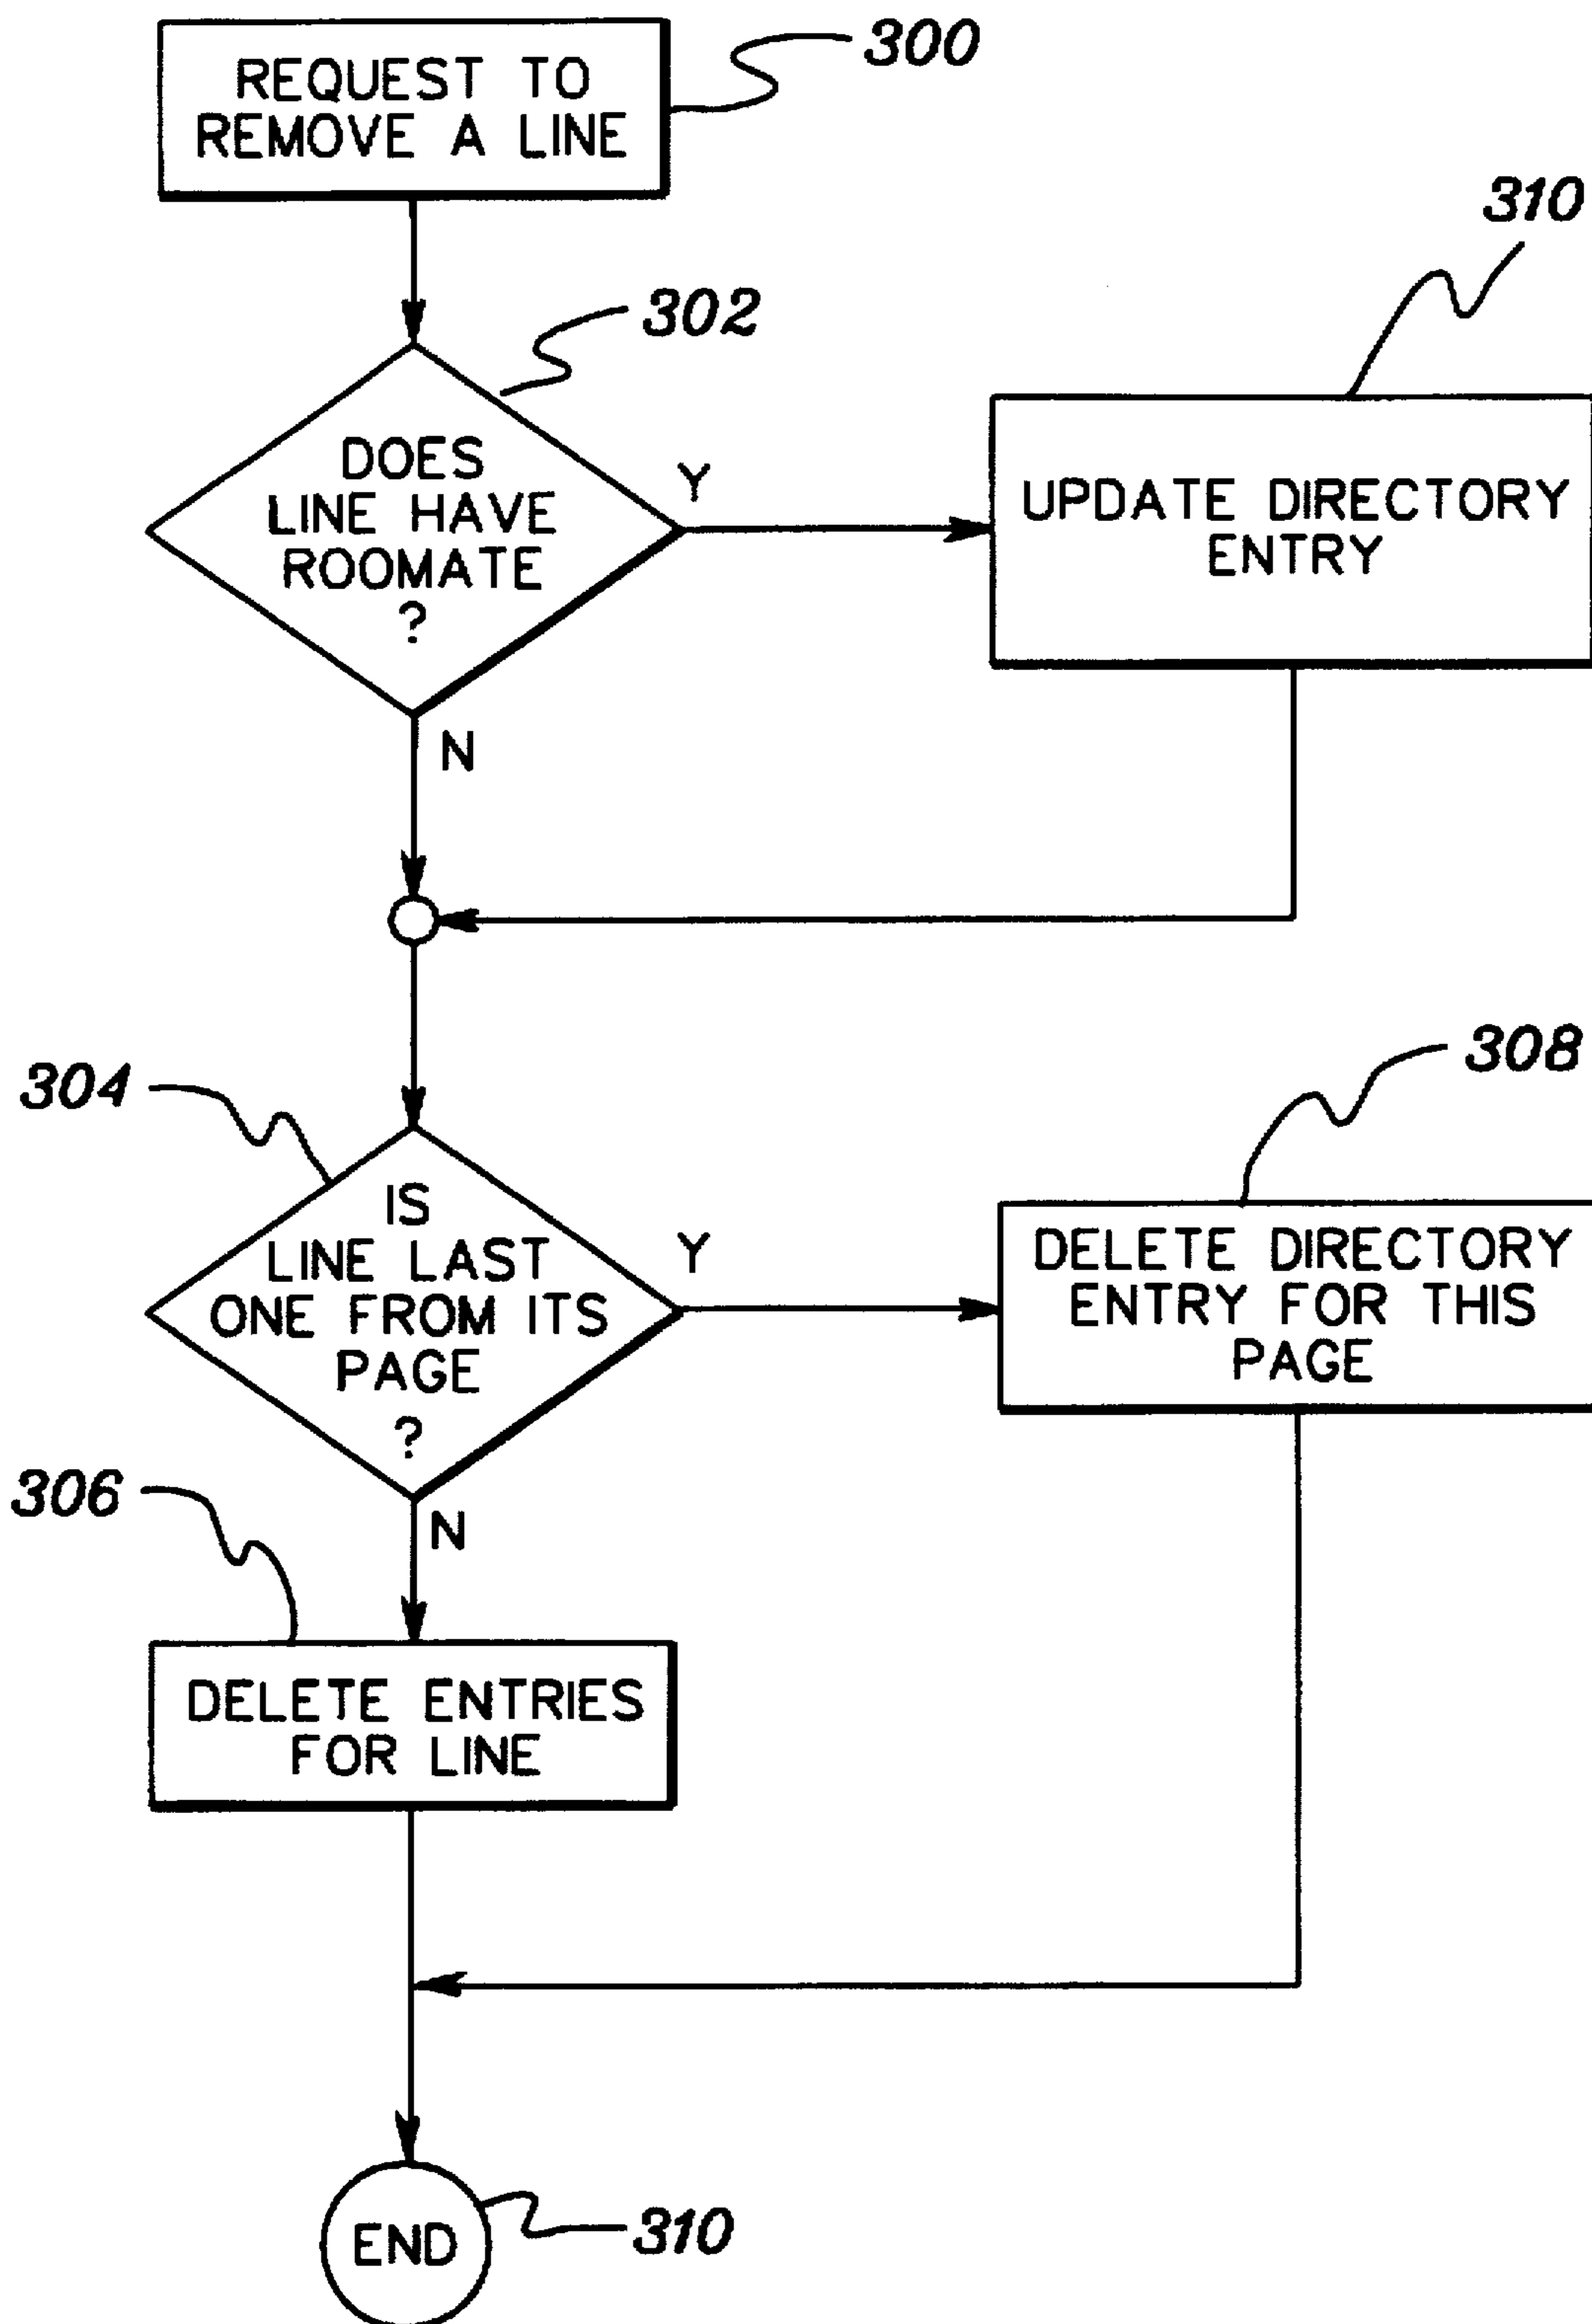 REQUEST TO
REMOVE A LINE
300
302
310
DOES
LINE HAVE
ROOMATE
?
Y
UPDATE DIRECTORY
ENTRY
N
304
308
IS
LINE LAST
ONE FROM ITS
PAGE
?
Y
DELETE DIRECTORY
ENTRY FOR THIS
PAGE
306
N
DELETE ENTRIES
FOR LINE
END
310